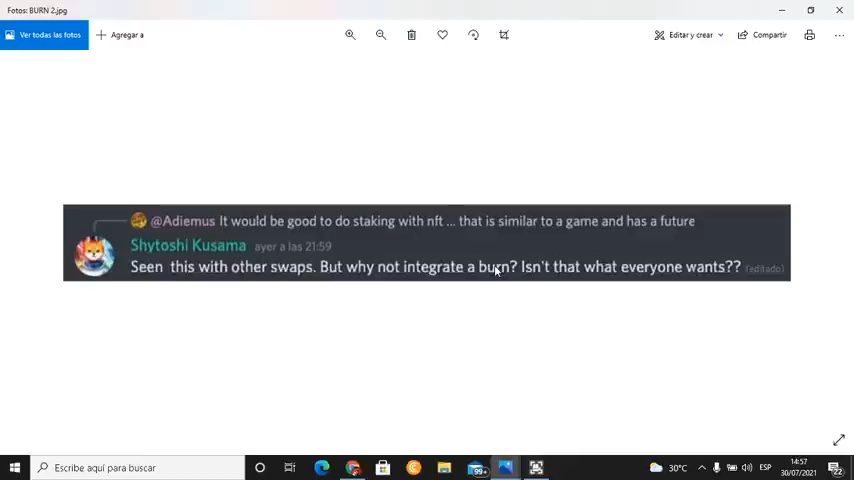 Fotos: BURN 2.jpg
Ver todas las fotos
Agregar a
Editar y crear
Compartir
@Adiemus It would be good to do staking with nft ... that is similar to a game and has a future
Shytoshi Kusama ayer a las 21:59
Seen this with other swaps. But why not integrate a burn? Isn't that what everyone wants?? (editado)
Escribe aquí para buscar
99+
30°C
ESP
14:57
30/07/2021
22